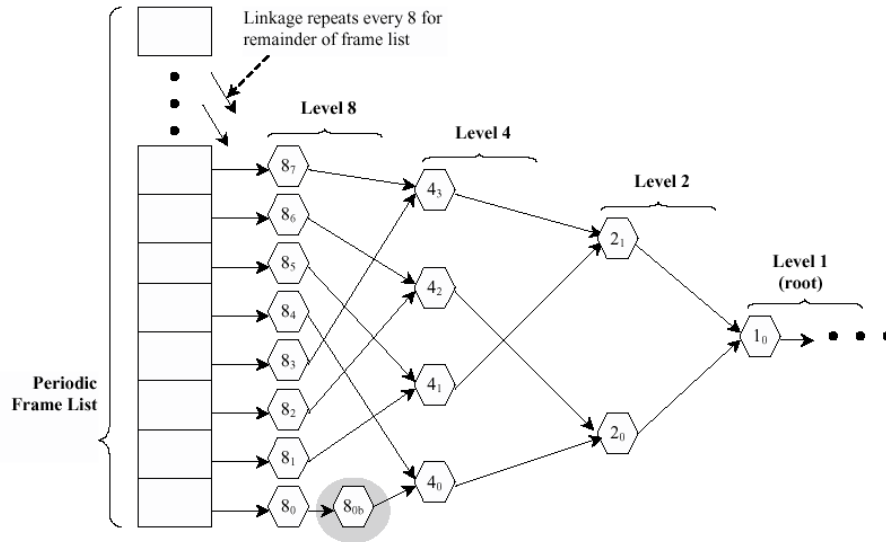 Linkage repeats every 8 for
remainder of frame list
Level 8
Level 4
Level 2
Level 1
(root)
Periodic
Frame List
8₇
8₆
8₅
8₄
8₃
8₂
8₁
8₀
8₀b
4₃
4₂
4₁
4₀
2₁
2₀
1₀